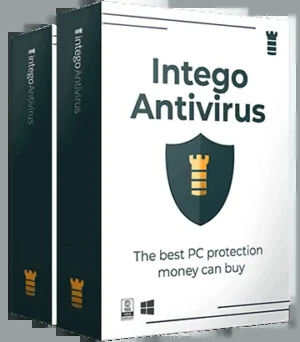 Intego
Antivirus
The best PC protection
money can buy
Intego Antivirus
Intego Antivirus